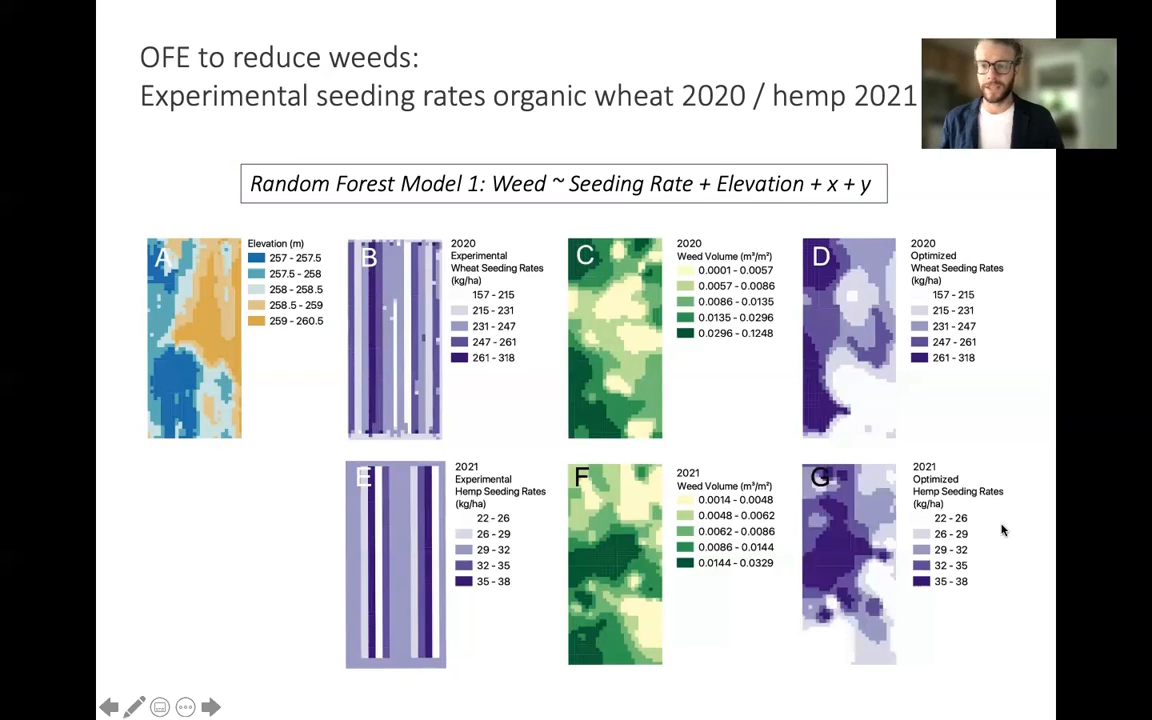 OFE to reduce weeds:
Experimental seeding rates organic wheat 2020 / hemp 2021
Random Forest Model 1: Weed ~ Seeding Rate + Elevation + x + y
A
Elevation (m)
257 - 257.5
257.5 - 258
258 - 258.5
258.5 - 259
259 - 260.5
B
2020
Experimental
Wheat Seeding Rates
(kg/ha)
157 - 215
215 - 231
231 - 247
247 - 261
261 - 318
C
2020
Weed Volume (m³/m²)
0.0001 - 0.0057
0.0057 - 0.0086
0.0086 - 0.0135
0.0135 - 0.0296
0.0296 - 0.1248
D
2020
Optimized
Wheat Seeding Rates
(kg/ha)
157 - 215
215 - 231
231 - 247
247 - 261
261 - 318
E
2021
Experimental
Hemp Seeding Rates
(kg/ha)
22 - 26
26 - 29
29 - 32
32 - 35
35 - 38
F
2021
Weed Volume (m³/m²)
0.0014 - 0.0048
0.0048 - 0.0062
0.0062 - 0.0086
0.0086 - 0.0144
0.0144 - 0.0329
G
2021
Optimized
Hemp Seeding Rates
(kg/ha)
22 - 26
26 - 29
29 - 32
32 - 35
35 - 38